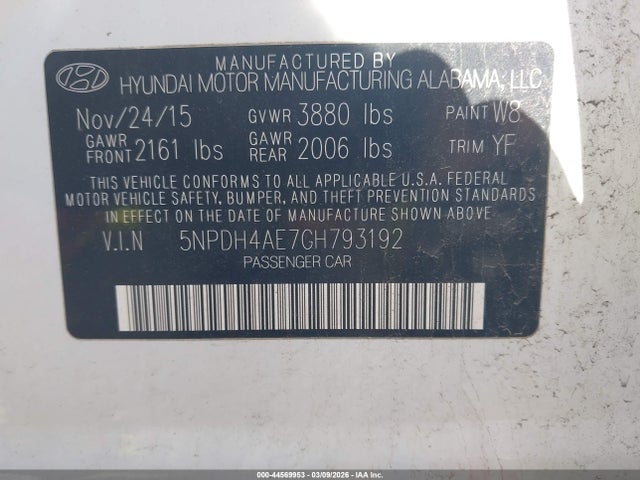 MANUFACTURED BY
HYUNDAI MOTOR MANUFACTURING ALABAMA, LLC
Nov/24/15 GVWR 3880 lbs PAINT W8
GAWR FRONT 2161 lbs GAWR REAR 2006 lbs TRIM YF
THIS VEHICLE CONFORMS TO ALL APPLICABLE U.S.A. FEDERAL
MOTOR VEHICLE SAFETY, BUMPER, AND THEFT PREVENTION STANDARDS
IN EFFECT ON THE DATE OF MANUFACTURE SHOWN ABOVE
V.I.N 5NPDH4AE7GH793192
PASSENGER CAR
000-44569953 - 03/09/2026 - IAA Inc.